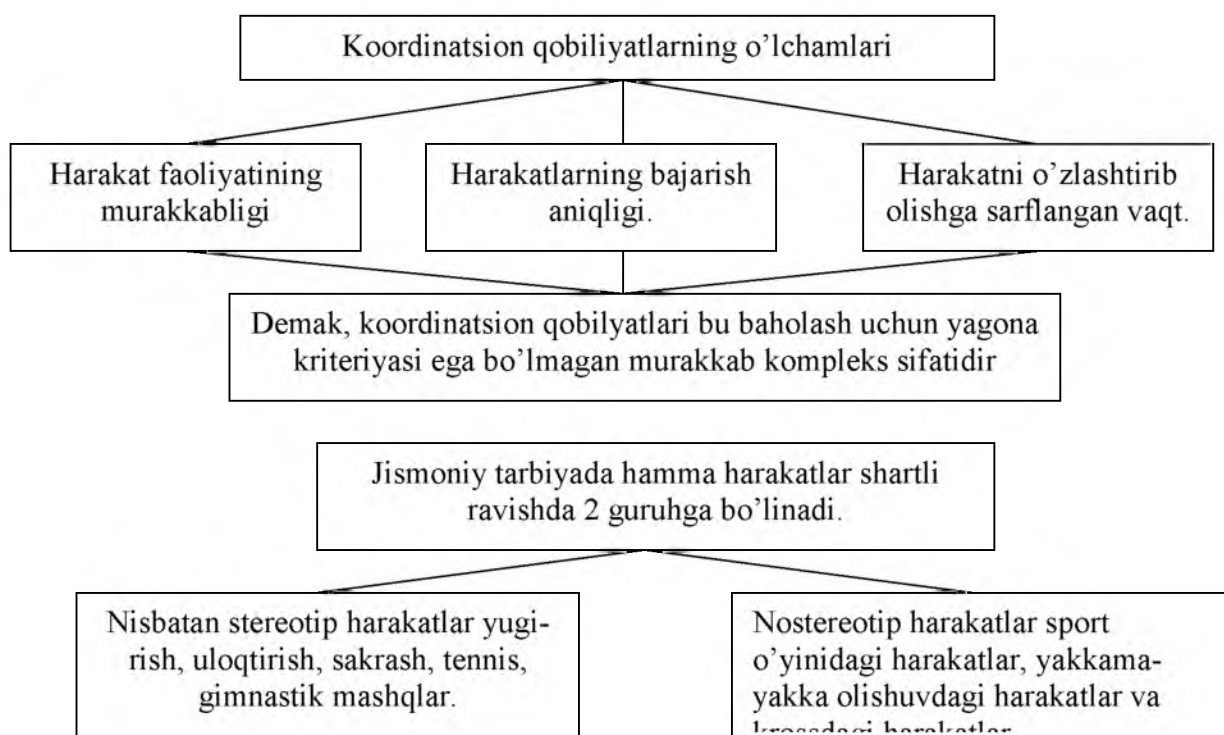 Koordinatsion qobiliyatlarning o’lchamlari
Harakat faoliyatining
murakkabligi
Harakatlarning bajarish
aniqligi.
Harakatni o’zlashtirib
olishga sarflangan vaqt.
Demak, koordinatsion qobilyatlari bu baholash uchun yagona
kriteriyasi ega bo’lmagan murakkab kompleks sifatidir
Jismoniy tarbiyada hamma harakatlar shartli
ravishda 2 guruhga bo’linadi.
Nisbatan stereotip harakatlar yugi-
rish, uloqtirish, sakrash, tennis,
gimnastik mashqlar.
Nostereotip harakatlar sport
o’yinidagi harakatlar, yakkama-
yakka olishuvdagi harakatlar va
krossdagi harakatlar